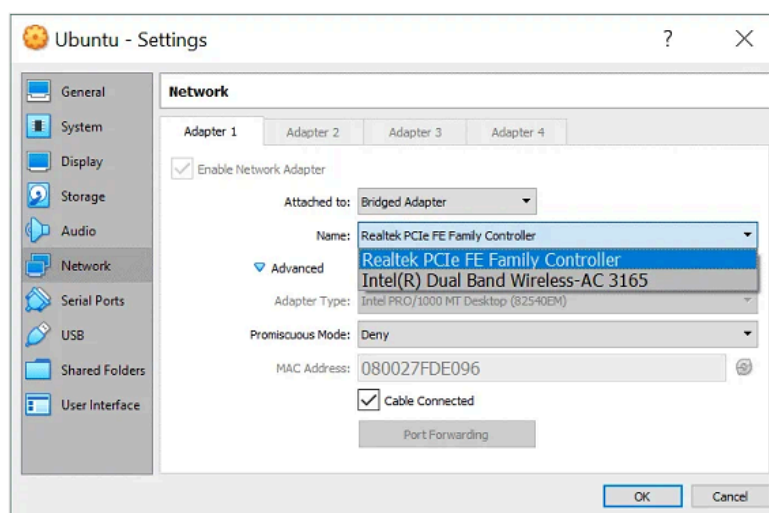 Ubuntu - Settings ?
General
System
Display
Storage
Audio
Network
Serial Ports
USB
Shared Folders
User Interface
Network
Adapter 1 Adapter 2 Adapter 3 Adapter 4
Enable Network Adapter
Attached to: Bridged Adapter
Name: Realtek PCIe FE Family Controller
Realtek PCIe FE Family Controller
Advanced
Intel(R) Dual Band Wireless-AC 3165
Adapter Type: Intel PRO/1000 MT Desktop (82540EM)
Promiscuous Mode: Deny
MAC Address: 080027FDE096
Cable Connected
Port Forwarding
OK Cancel